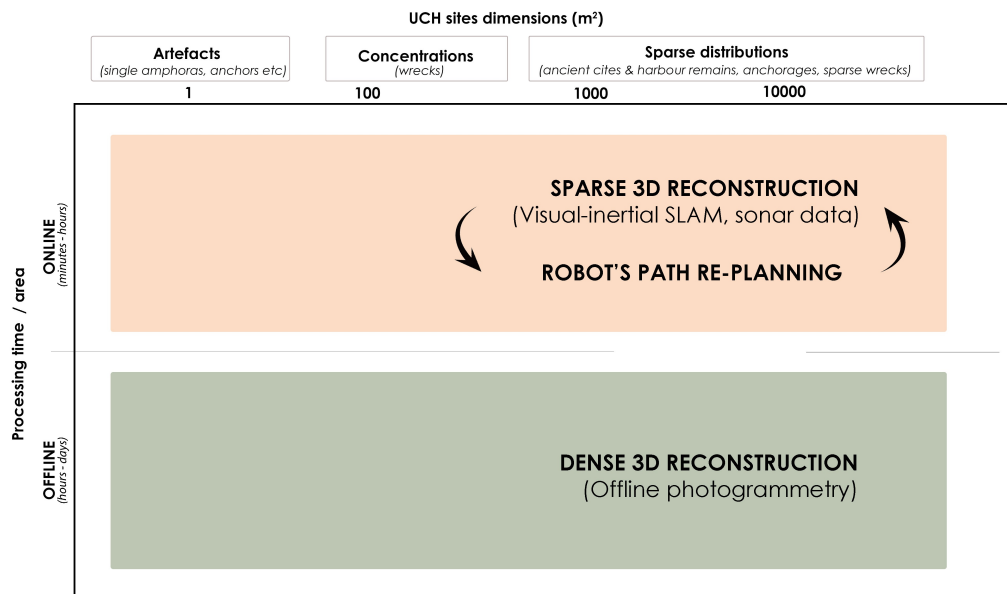 UCH sites dimensions (m²)
Artefacts
(single amphoras, anchors etc)
Concentrations
(wrecks)
Sparse distributions
(ancient cites & harbour remains, anchorages, sparse wrecks)
1
100
1000
10000
Processing time / area
ONLINE
(minutes - hours)
SPARSE 3D RECONSTRUCTION
(Visual-inertial SLAM, sonar data)
ROBOT'S PATH RE-PLANNING
OFFLINE
(hours - days)
DENSE 3D RECONSTRUCTION
(Offline photogrammetry)